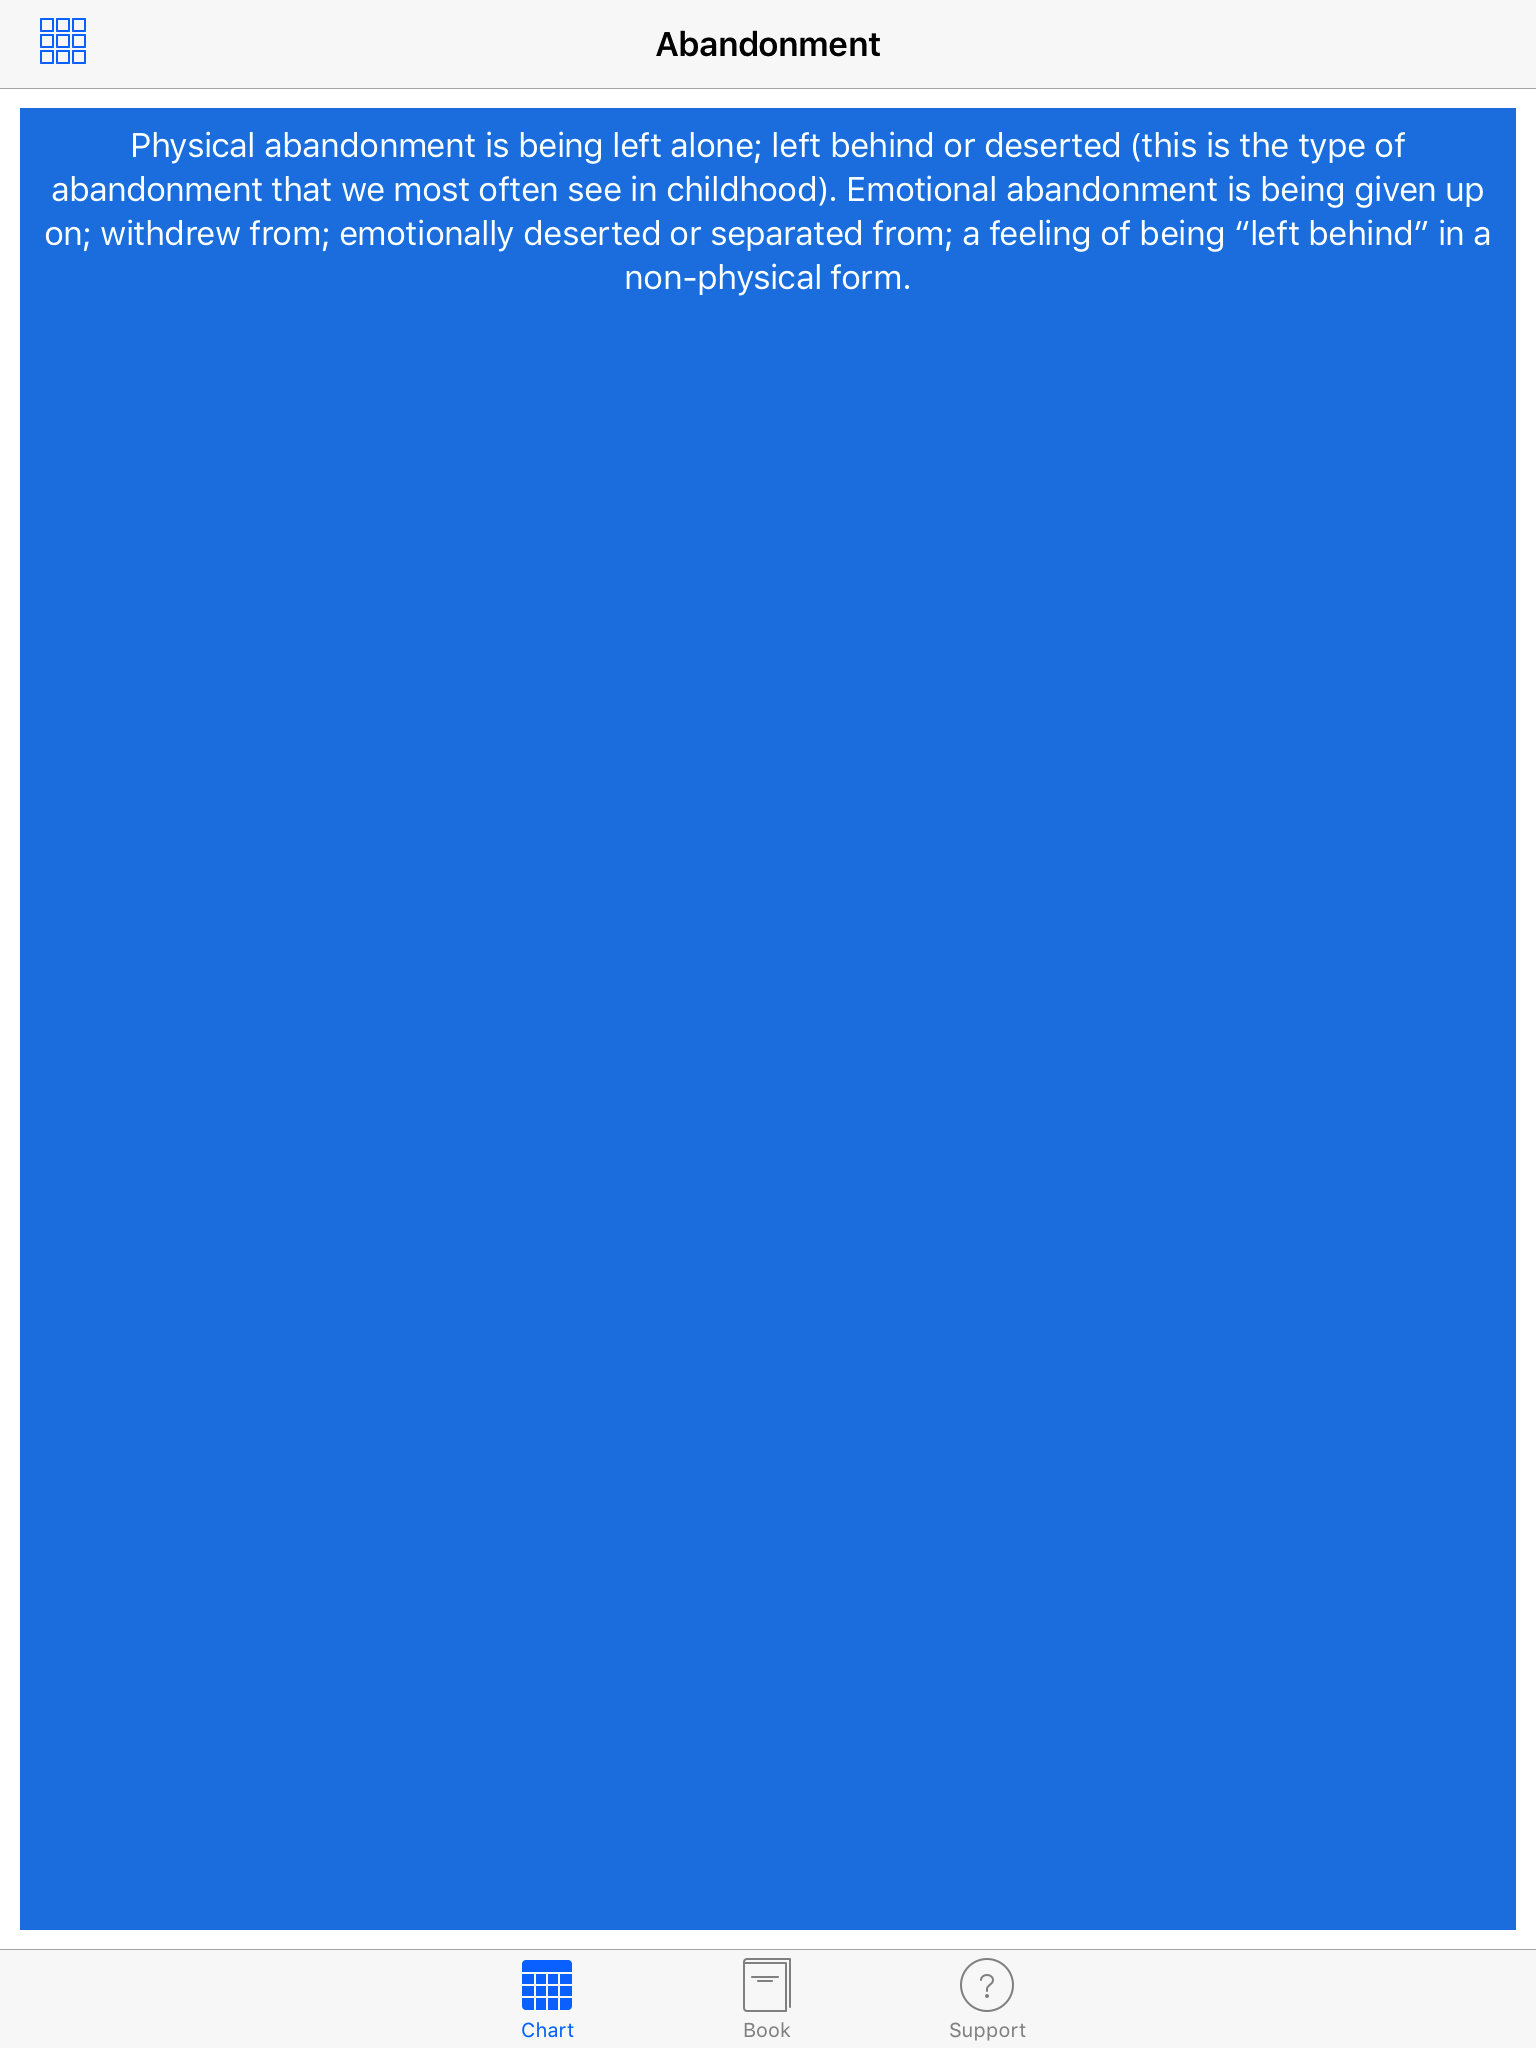 Abandonment
Physical abandonment is being left alone; left behind or deserted (this is the type of
abandonment that we most often see in childhood). Emotional abandonment is being given up
on; withdrew from; emotionally deserted or separated from; a feeling of being “left behind” in a
non-physical form.
Chart
Book
Support